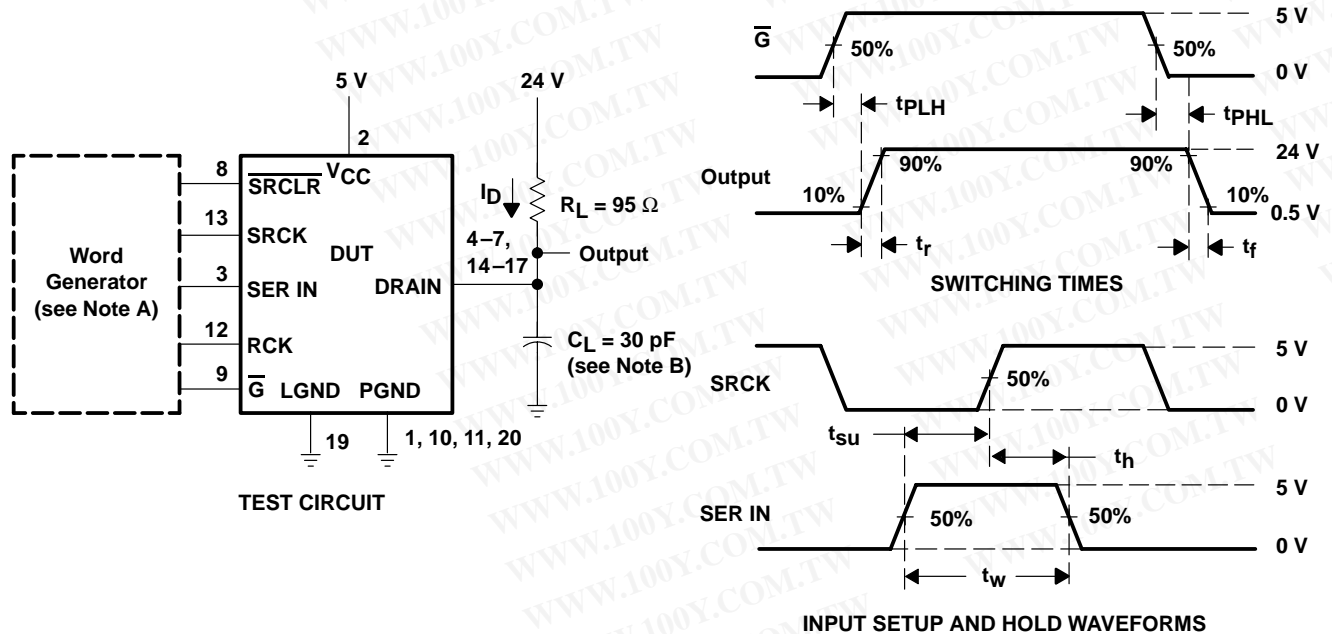 5 V
24 V
2
8
SRCLR
VCC
13
SRCK
DUT
3
SER IN
DRAIN
12
RCK
9
G
LGND
PGND
Word
Generator
(see Note A)
ID
RL = 95 Ω
4–7,
14–17
Output
CL = 30 pF
(see Note B)
19
1, 10, 11, 20
TEST CIRCUIT
G
50%
50%
5 V
0 V
tPLH
tPHL
Output
10%
90%
90%
10%
24 V
0.5 V
tr
tf
SWITCHING TIMES
SRCK
50%
5 V
0 V
tsu
th
SER IN
50%
50%
5 V
0 V
tw
INPUT SETUP AND HOLD WAVEFORMS
WWW.100Y.COM.TW